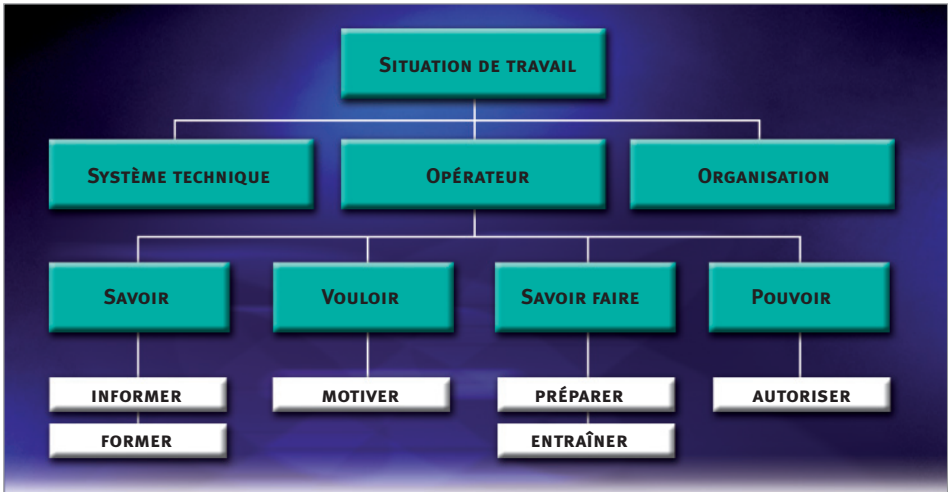 SITUATION DE TRAVAIL
SYSTÈME TECHNIQUE
OPÉRATEUR
ORGANISATION
SAVOIR
VOULOIR
SAVOIR FAIRE
POUVOIR
INFORMER
MOTIVER
PRÉPARER
AUTORISER
FORMER
ENTRAÎNER